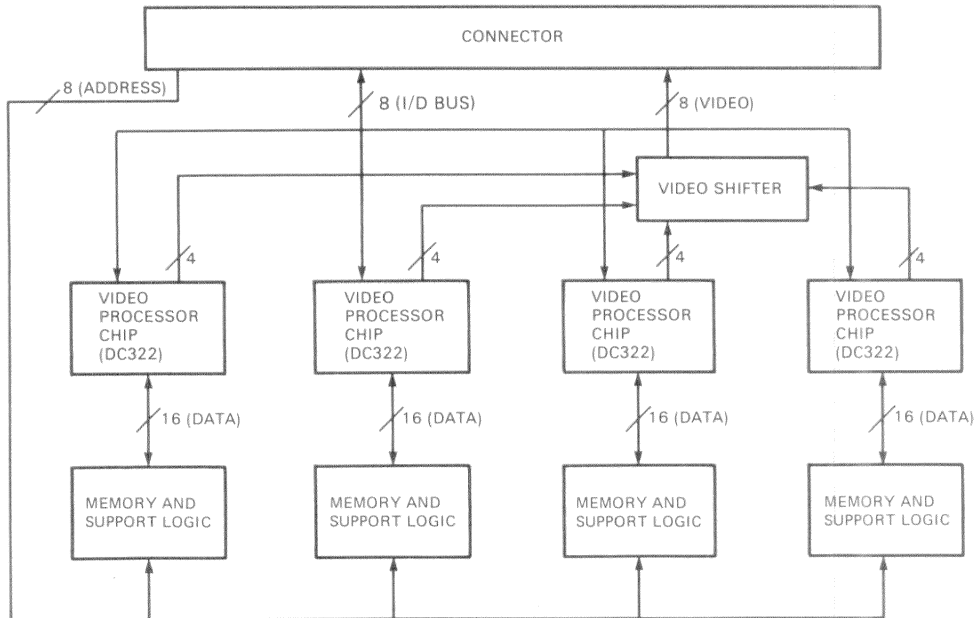 CONNECTOR
8 (ADDRESS)
8 (I/D BUS)
8 (VIDEO)
VIDEO SHIFTER
4
4
4
4
VIDEO
PROCESSOR
CHIP
(DC322)
VIDEO
PROCESSOR
CHIP
(DC322)
VIDEO
PROCESSOR
CHIP
(DC322)
VIDEO
PROCESSOR
CHIP
(DC322)
16 (DATA)
16 (DATA)
16 (DATA)
16 (DATA)
MEMORY AND
SUPPORT LOGIC
MEMORY AND
SUPPORT LOGIC
MEMORY AND
SUPPORT LOGIC
MEMORY AND
SUPPORT LOGIC